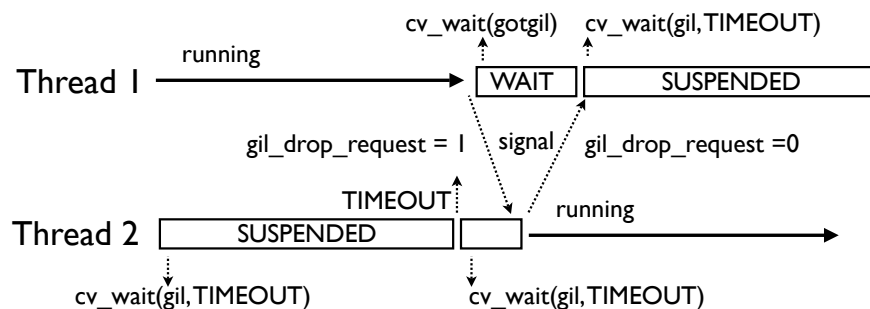 cv_wait(gotgil) cv_wait(gil,TIMEOUT)
running
Thread 1 WAIT SUSPENDED
gil_drop_request = 1 signal gil_drop_request =0
TIMEOUT running
Thread 2 SUSPENDED
cv_wait(gil,TIMEOUT) cv_wait(gil,TIMEOUT)